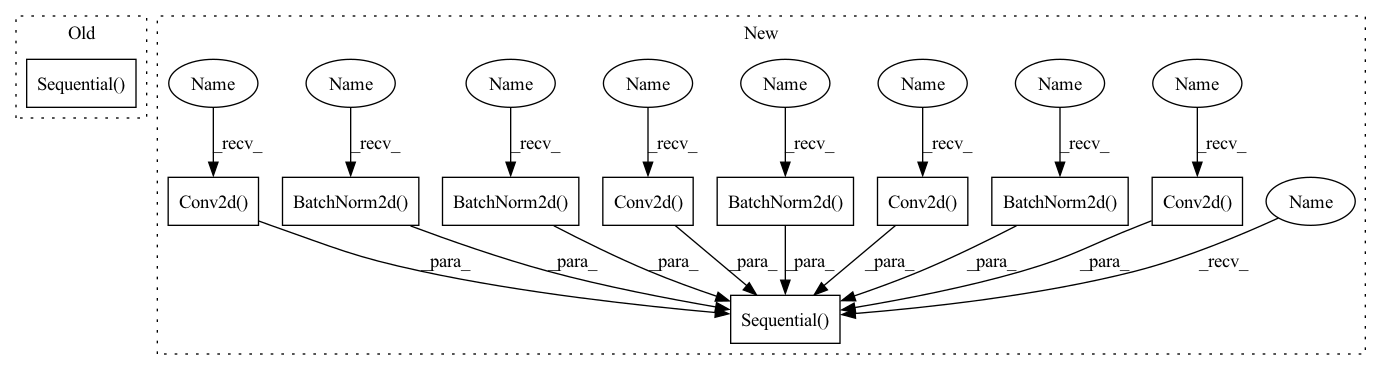 Old
New
Sequential()
Name Name Name Name Name Name Name Name
_recv_ _recv_ _recv_ _recv_ _recv_ _recv_ _recv_ _recv_
Conv2d() BatchNorm2d() BatchNorm2d() Conv2d() BatchNorm2d() Conv2d() BatchNorm2d() Conv2d() Name
_para_ _para_ _para_ _para_ _para_ _para_ _para_ _para_ _recv_
Sequential()